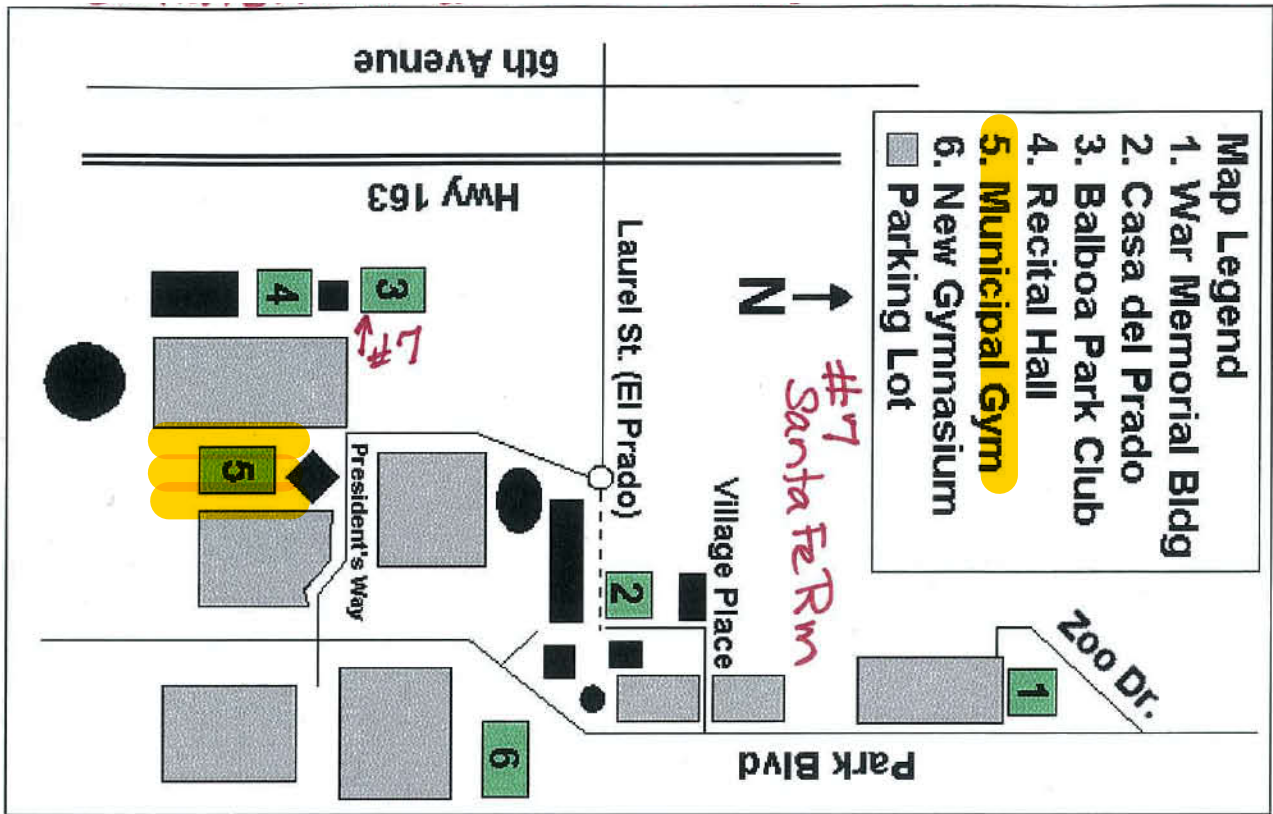 Map Legend
1. War Memorial Bldg
2. Casa del Prado
3. Balboa Park Club
4. Recital Hall
5. Municipal Gym
6. New Gymnasium
Parking Lot
6th Avenue
Hwy 163
Laurel St. (El Prado)
N
#7
Santa Fe Rm
Village Place
President's Way
Zoo Dr.
Park Blvd
1
2
3
4
5
6
#7